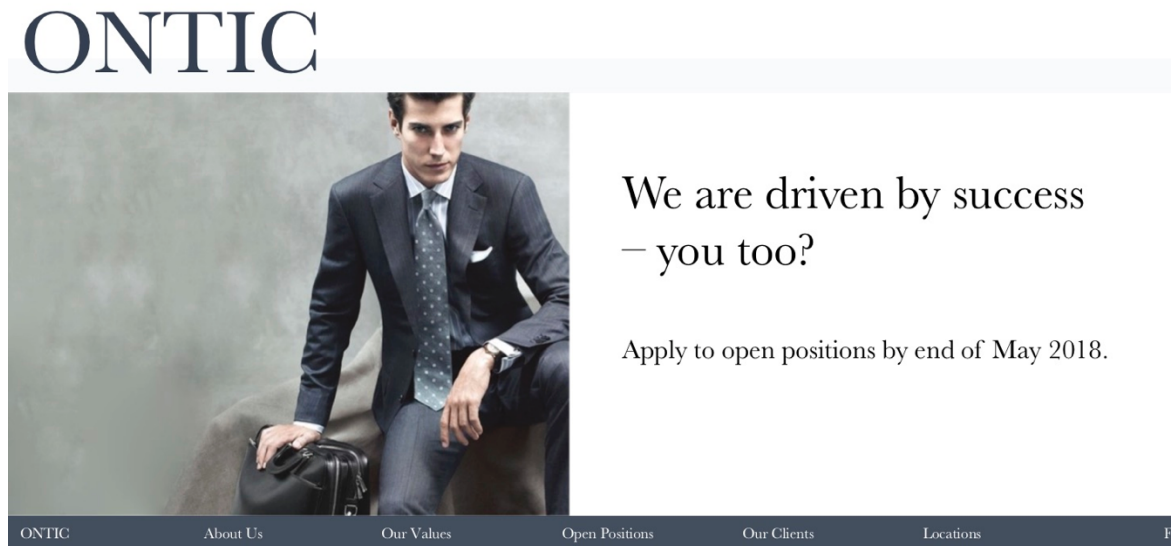 ONTIC
We are driven by success
– you too?
Apply to open positions by end of May 2018.
ONTIC About Us Our Values Open Positions Our Clients Locations